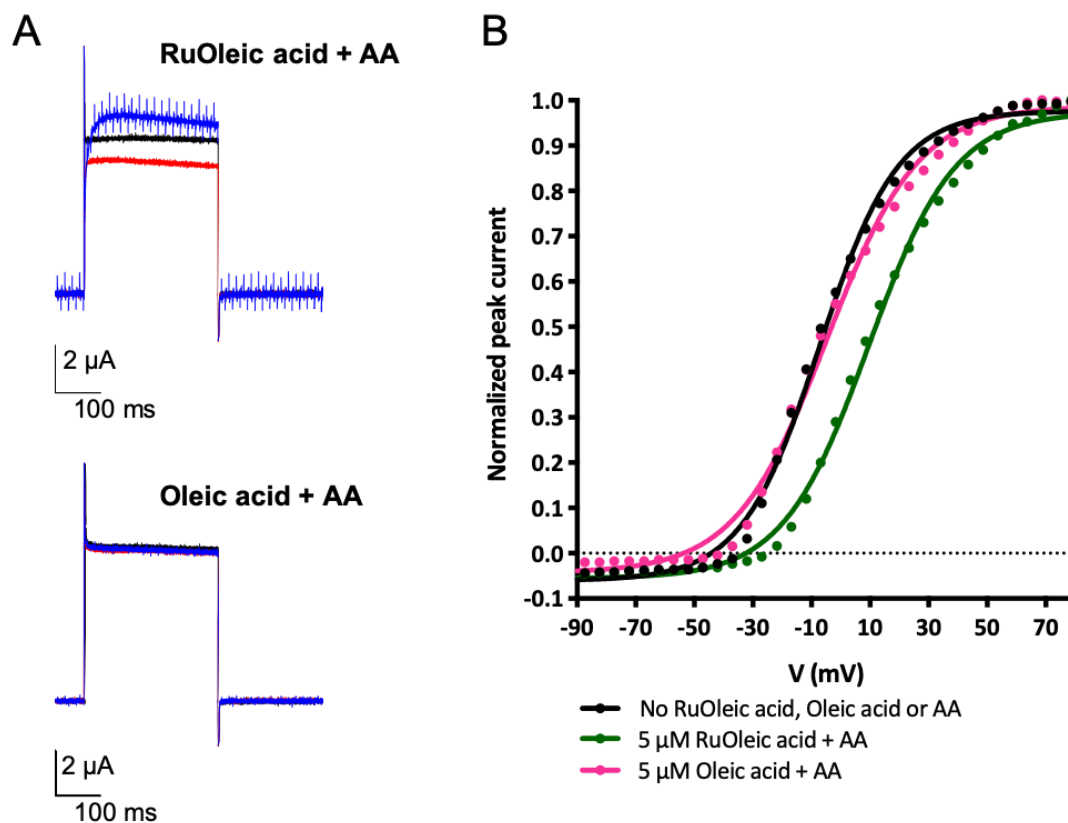 A
RuOleic acid + AA
2 µA
100 ms
Oleic acid + AA
2 µA
100 ms
B
Normalized peak current
1.0
0.9
0.8
0.7
0.6
0.5
0.4
0.3
0.2
0.1
0.0
-0.1
-90 -70 -50 -30 -10 10 30 50 70
V (mV)
No RuOleic acid, Oleic acid or AA
5 µM RuOleic acid + AA
5 µM Oleic acid + AA